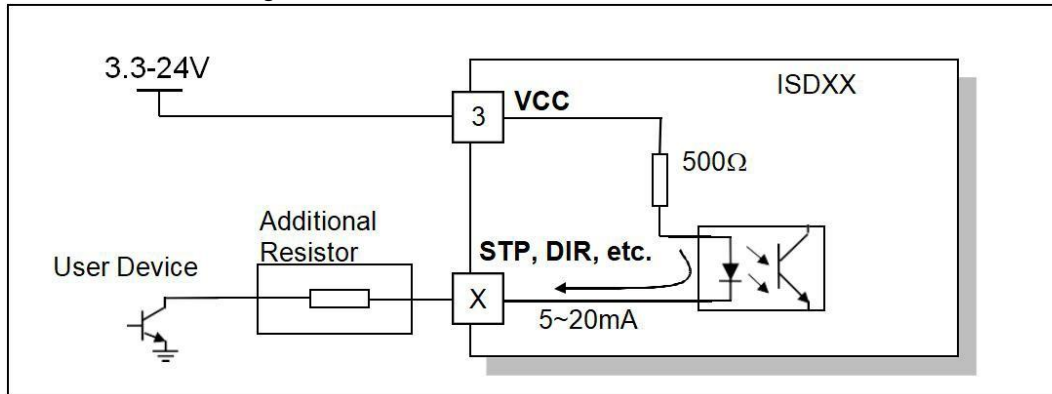 3.3-24V
ISDXX
3
VCC
500Ω
Additional
Resistor
STP, DIR, etc.
User Device
X
5~20mA